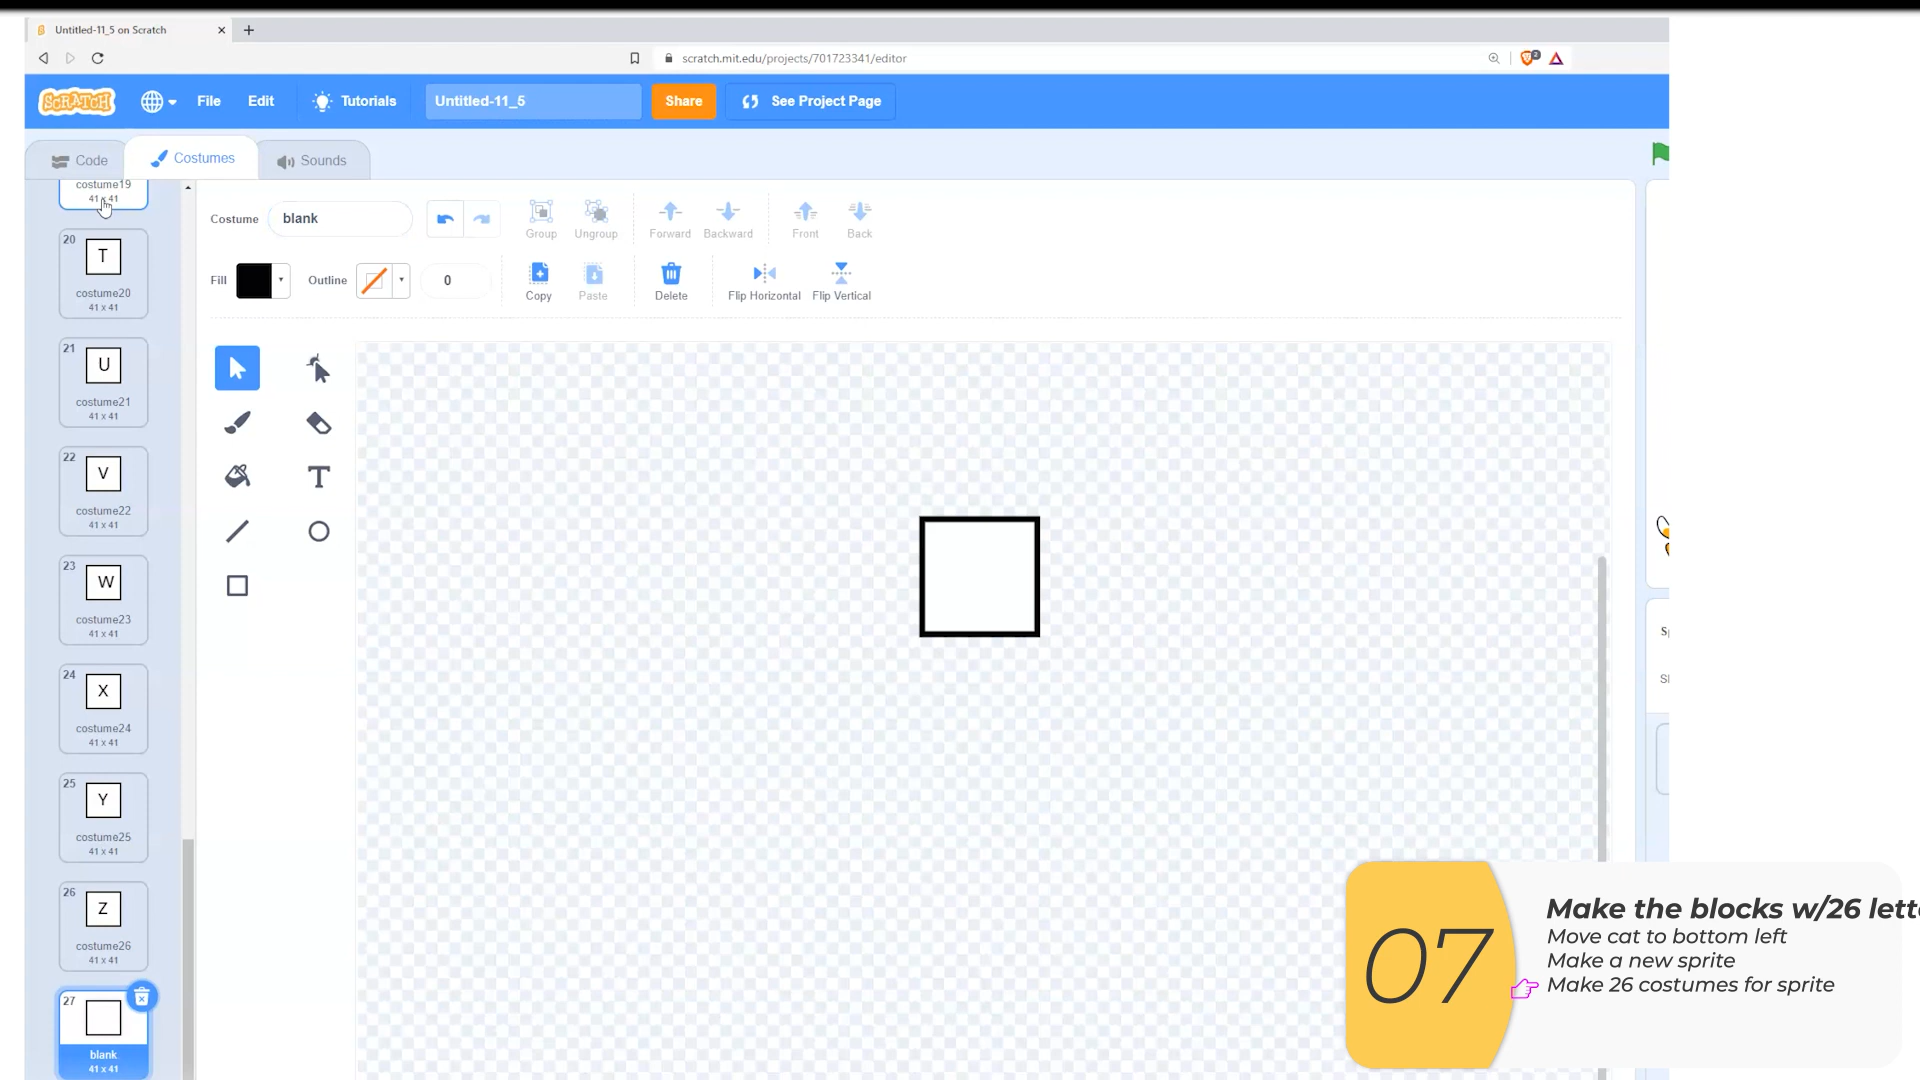 Untitled-11_5 on Scratch
scratch.mit.edu/projects/701723341/editor
2
SCRATCH
File
Edit
Tutorials
Untitled-11_5
Share
See Project Page
Code
Costumes
Sounds
costume19
41 x 41
20
T
costume20
41 x 41
21
U
costume21
41 x 41
22
V
costume22
41 x 41
23
W
costume23
41 x 41
24
X
costume24
41 x 41
25
Y
costume25
41 x 41
26
Z
costume26
41 x 41
27
blank
41 x 41
Costume
blank
Group
Ungroup
Forward
Backward
Front
Back
Fill
Outline
0
Copy
Paste
Delete
Flip Horizontal
Flip Vertical
T
07
Make the blocks w/26 lett
Move cat to bottom left
Make a new sprite
Make 26 costumes for sprite